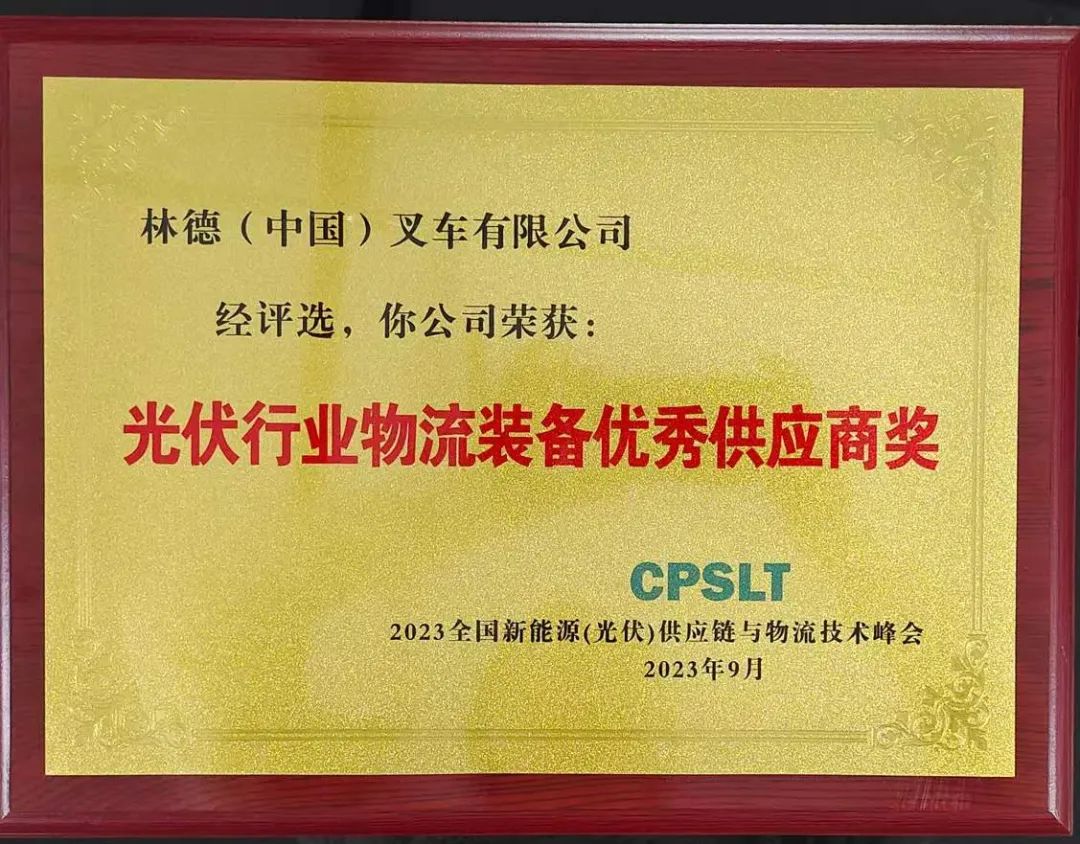 林德（中国）叉车有限公司
经评选，你公司荣获：
光伏行业物流装备优秀供应商奖
CPSLT
2023全国新能源(光伏)供应链与物流技术峰会
2023年9月